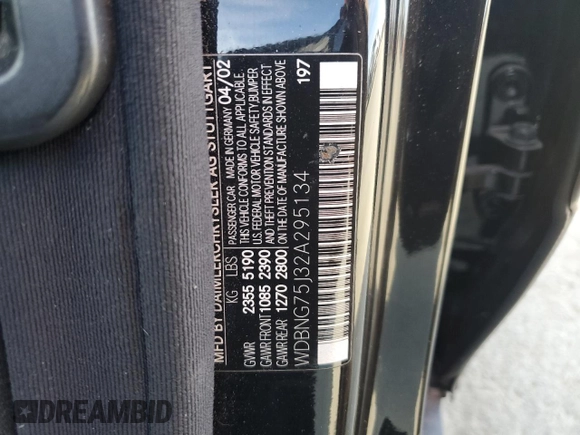 MFD BY DAIMLERCHRYSLER AG STUTTGART
PASSENGER CAR MADE IN GERMANY 04/02
KG LBS THIS VEHICLE CONFORMS TO ALL APPLICABLE
GVWR 2355 5190 U.S. FEDERAL MOTOR VEHICLE SAFETY, BUMPER
GAWR FRONT 1085 2390 AND THEFT PREVENTION STANDARDS IN EFFECT
GAWR REAR 1270 2800 ON THE DATE OF MANUFACTURE SHOWN ABOVE
WDBNG75J32A295134
197
DREAMBID